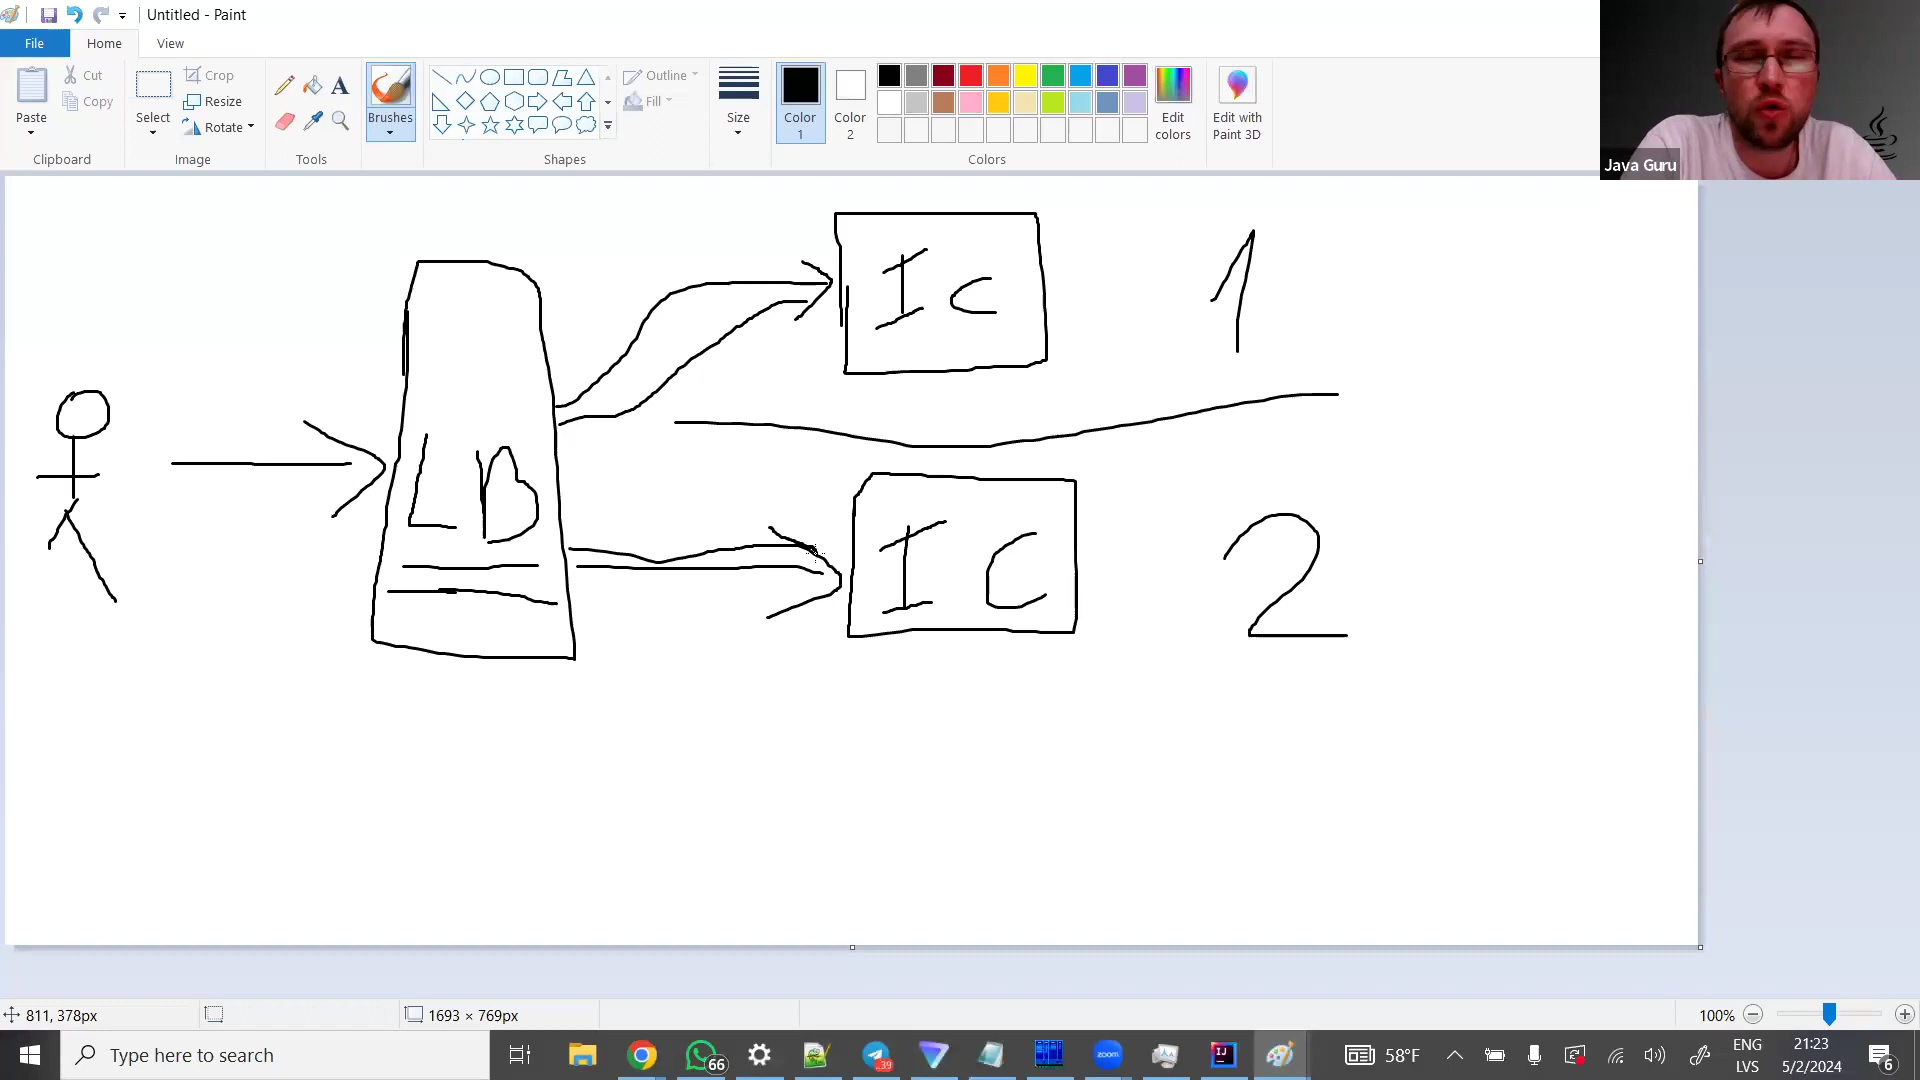 Untitled - Paint
File Home View
Paste
Cut
Copy
Clipboard
Select
Crop
Resize
Rotate
Image
A
Tools
Brushes
Outline
Fill
Shapes
Size
Color 1
Color 2
Edit colors
Edit with Paint 3D
Colors
Java Guru
IC 1
LB
IC 2
811, 378px
1693 × 769px
100%
Type here to search
66
39
zoom
IJ
58°F
ENG
LVS
21:23
5/2/2024
6